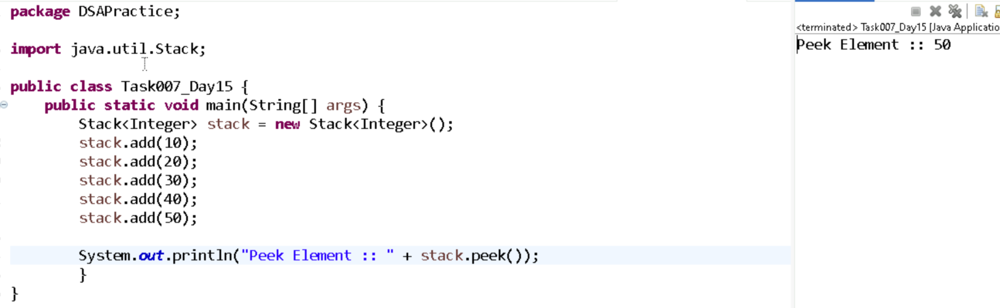 package DSAPractice;
import java.util.Stack;
public class Task007_Day15 {
public static void main(String[] args) {
Stack<Integer> stack = new Stack<Integer>();
stack.add(10);
stack.add(20);
stack.add(30);
stack.add(40);
stack.add(50);
System.out.println("Peek Element :: " + stack.peek());
}
}
<terminated> Task007_Day15 [Java Applicatio
Peek Element :: 50